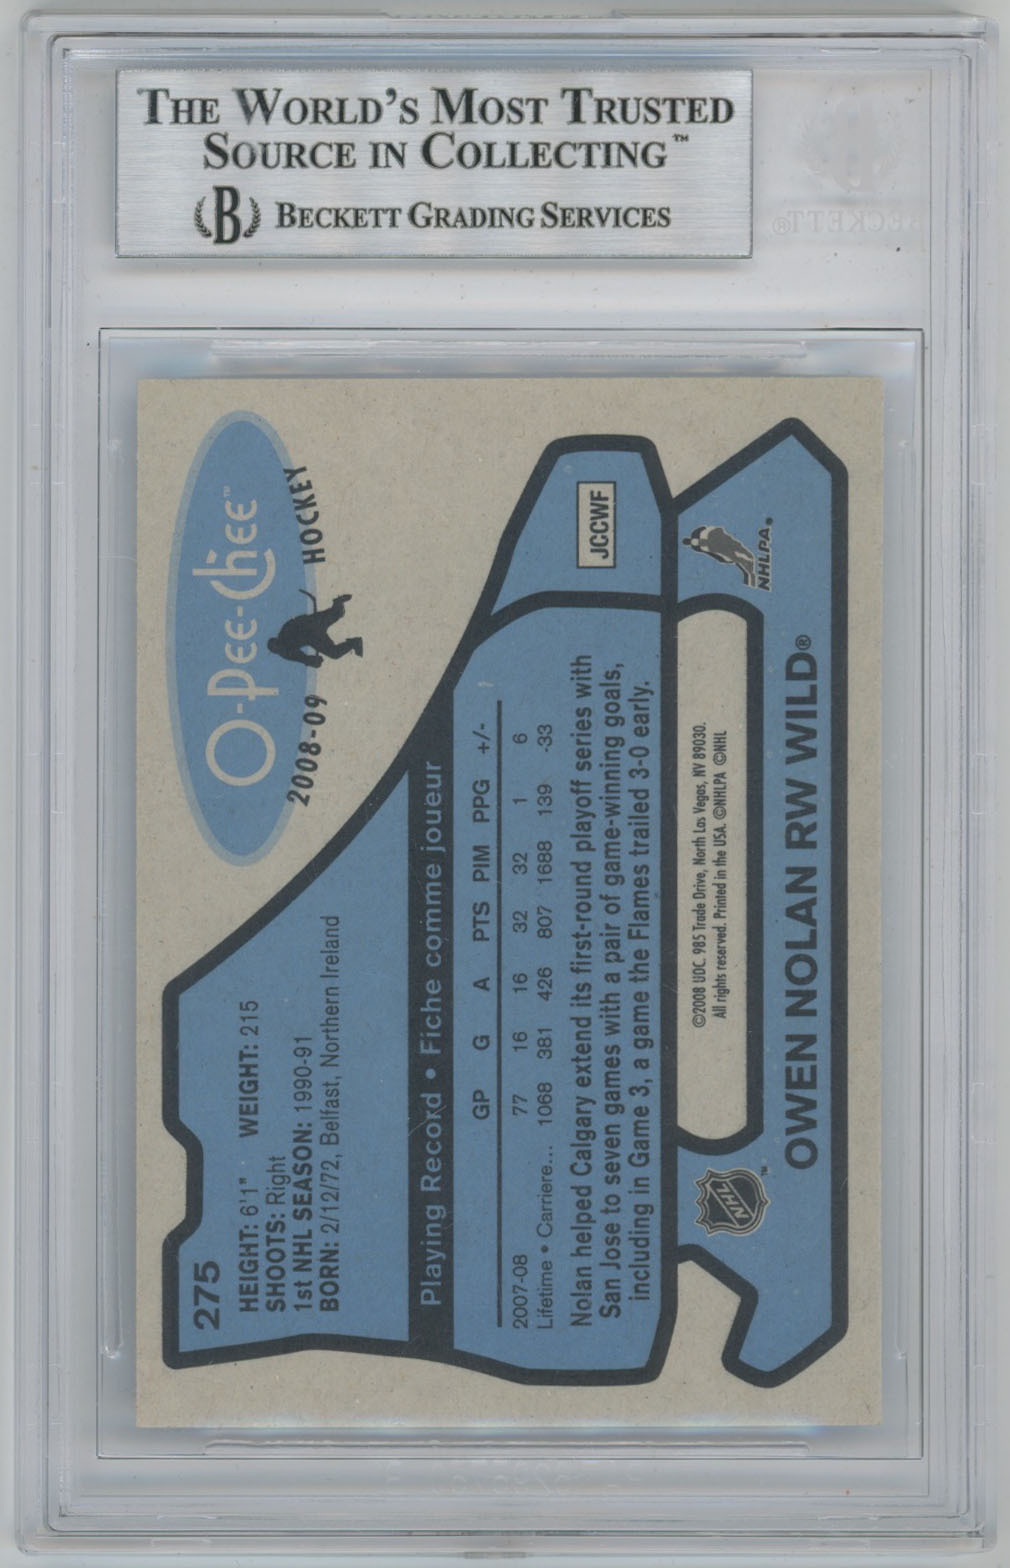 THE WORLD'S MOST TRUSTED
SOURCE IN COLLECTING™
B BECKETT GRADING SERVICES
BECKETT®
O-Pee-Chee™
2008-09 HOCKEY
275
HEIGHT: 6'1" WEIGHT: 215
SHOOTS: Right
1st NHL SEASON: 1990-91
BORN: 2/12/72, Belfast, Northern Ireland
Playing Record • Fiche comme joueur
GP G A PTS PIM PPG +/-
2007-08 77 16 16 32 32 1 6
Lifetime • Carriere... 1068 381 426 807 1688 139 -33
Nolan helped Calgary extend its first-round playoff series with
San Jose to seven games with a pair of game-winning goals,
including in Game 3, a game the Flames trailed 3-0 early.
JCCWF
©2008 UDC. 985 Trade Drive, North Las Vegas, NV 89030.
All rights reserved. Printed in the USA. ©NHLPA ©NHL
NHL™
NHLPA®
OWEN NOLAN RW WILD®